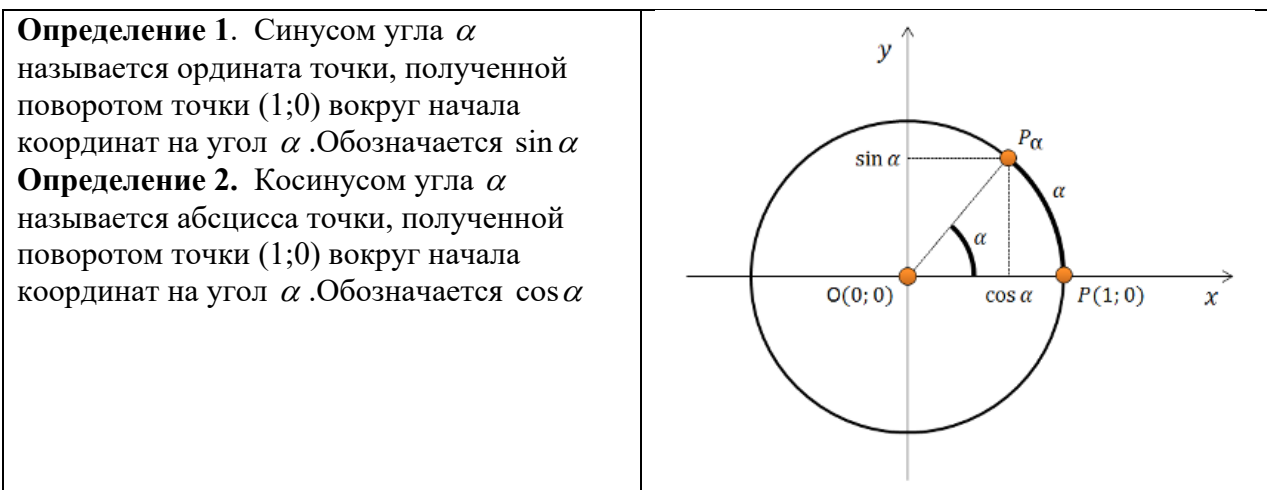 Определение 1. Синусом угла α
называется ордината точки, полученной
поворотом точки (1;0) вокруг начала
координат на угол α .Обозначается sin α
Определение 2. Косинусом угла α
называется абсцисса точки, полученной
поворотом точки (1;0) вокруг начала
координат на угол α .Обозначается cos α
y
Pα
sin α
α
α
O(0; 0)
cos α
P(1; 0)
x